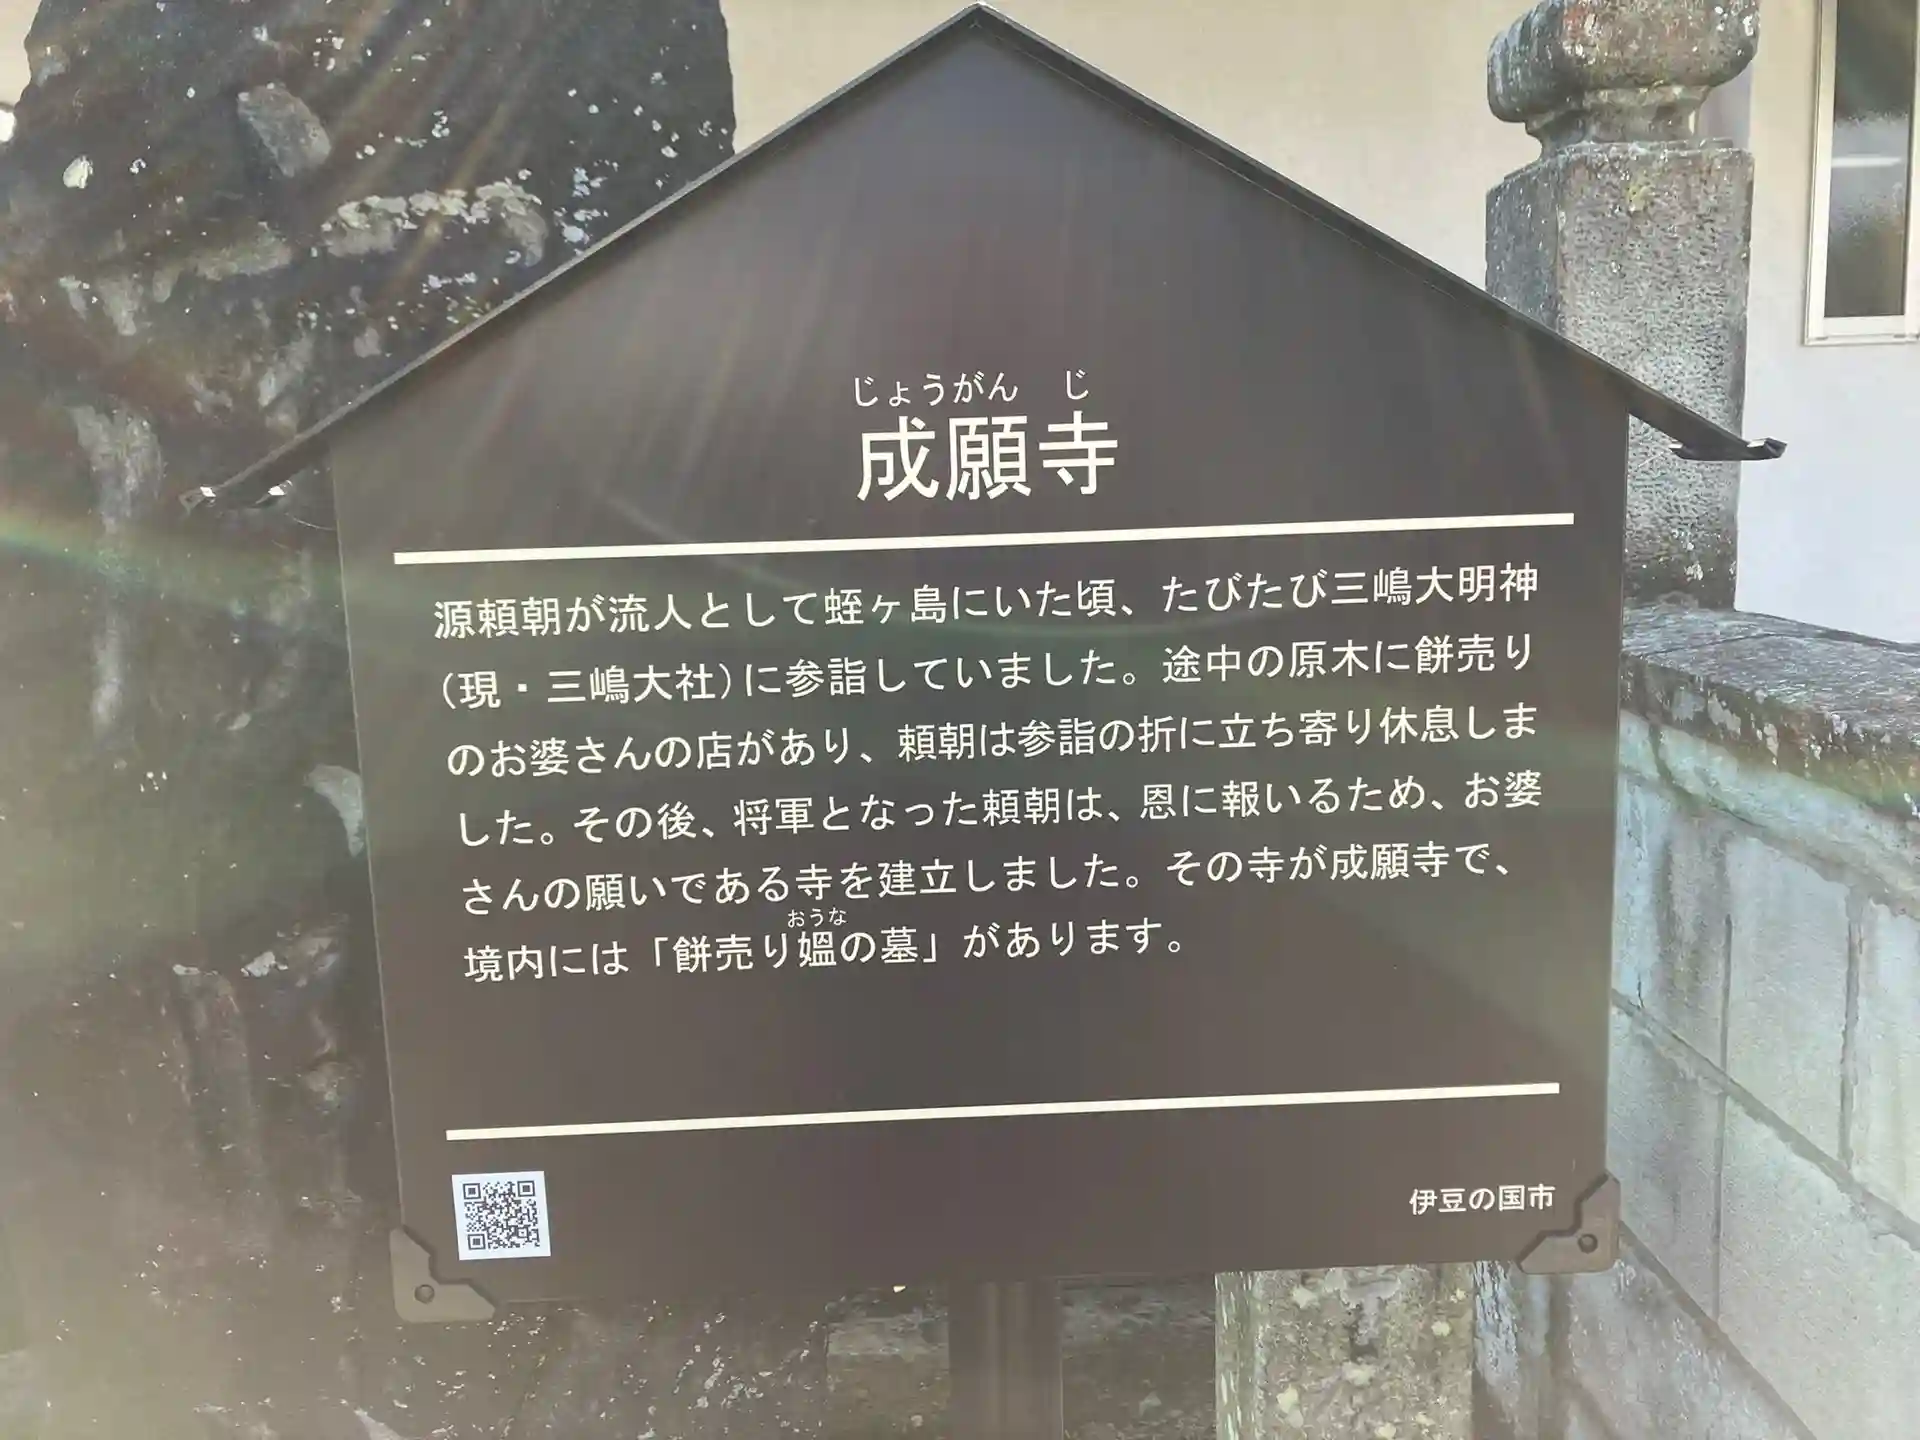 じょうがん じ
成願寺
源頼朝が流人として蛭ヶ島にいた頃、たびたび三嶋大明神
(現・三嶋大社)に参詣していました。途中の原木に餅売り
のお婆さんの店があり、頼朝は参詣の折に立ち寄り休息しま
した。その後、将軍となった頼朝は、恩に報いるため、お婆
さんの願いである寺を建立しました。その寺が成願寺で、
おうな
境内には「餅売り媼の墓」があります。
伊豆の国市